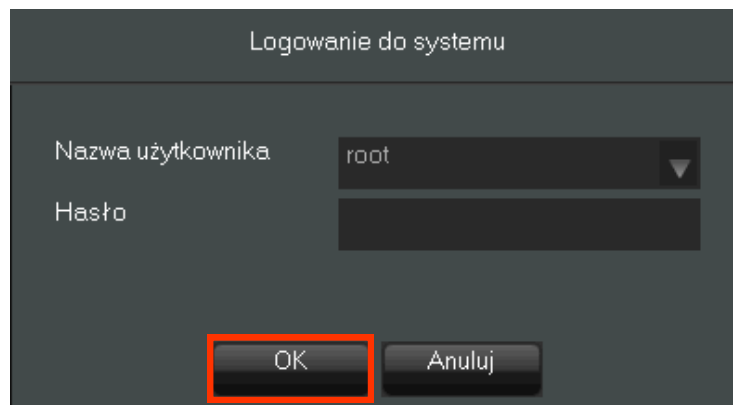 Logowanie do systemu
Nazwa użytkownika root
Hasło
OK Anuluj